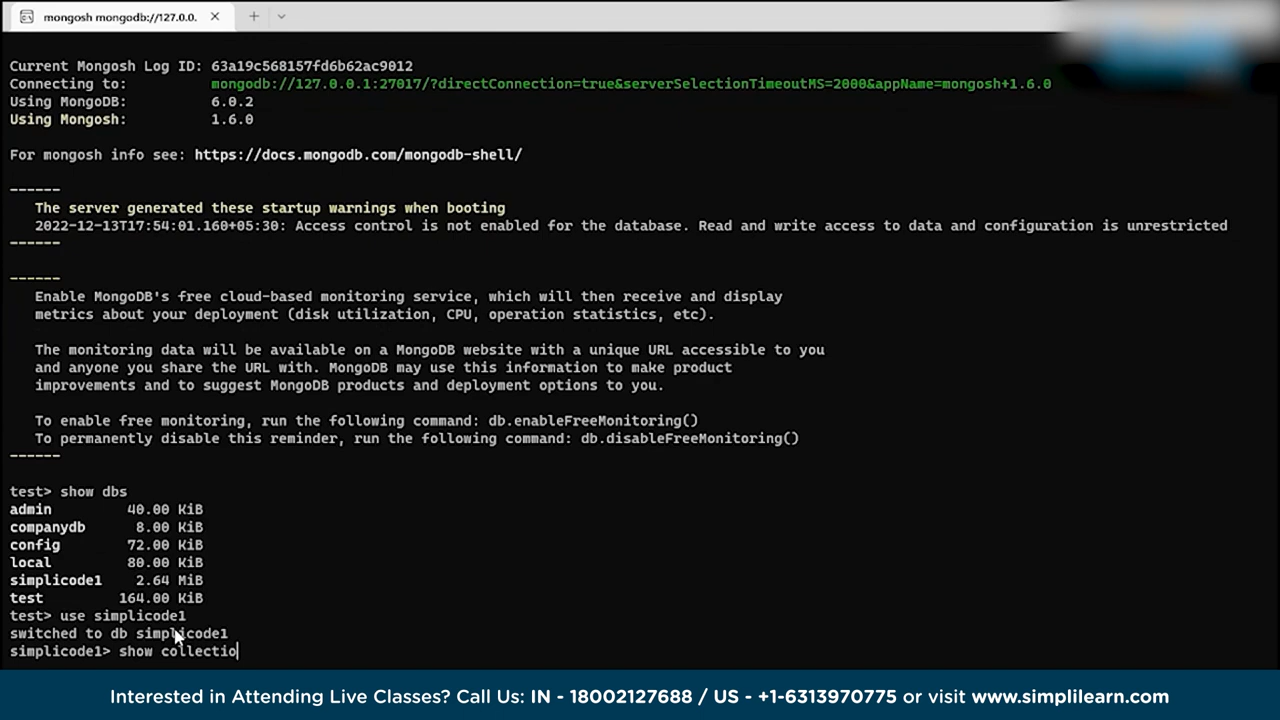 mongosh mongodb://127.0.0.
Current Mongosh Log ID: 63a19c568157fd6b62ac9012
Connecting to: mongodb://127.0.0.1:27017/?directConnection=true&serverSelectionTimeoutMS=2000&appName=mongosh+1.6.0
Using MongoDB: 6.0.2
Using Mongosh: 1.6.0
For mongosh info see: https://docs.mongodb.com/mongodb-shell/
------
The server generated these startup warnings when booting
2022-12-13T17:54:01.160+05:30: Access control is not enabled for the database. Read and write access to data and configuration is unrestricted
------
------
Enable MongoDB's free cloud-based monitoring service, which will then receive and display
metrics about your deployment (disk utilization, CPU, operation statistics, etc).
The monitoring data will be available on a MongoDB website with a unique URL accessible to you
and anyone you share the URL with. MongoDB may use this information to make product
improvements and to suggest MongoDB products and deployment options to you.
To enable free monitoring, run the following command: db.enableFreeMonitoring()
To permanently disable this reminder, run the following command: db.disableFreeMonitoring()
------
test> show dbs
admin 40.00 KiB
companydb 8.00 KiB
config 72.00 KiB
local 80.00 KiB
simplicode1 2.64 MiB
test 164.00 KiB
test> use simplicode1
switched to db simplicode1
simplicode1> show collectio
Interested in Attending Live Classes? Call Us: IN - 18002127688 / US - +1-6313970775 or visit www.simplilearn.com